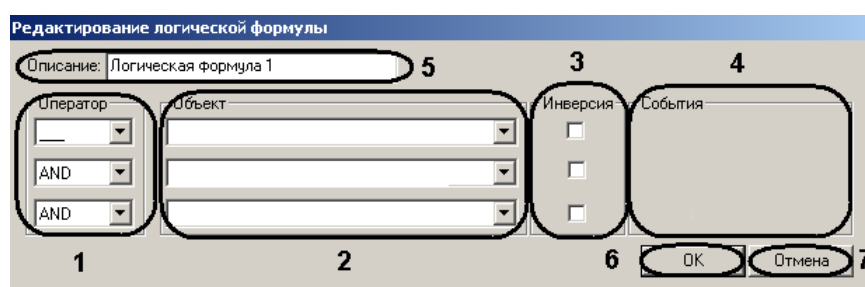 Редактирование логической формулы
Описание: Логическая формула 1 5 3 4
Оператор Объект Инверсия События
AND
AND
1 2 6 OK Отмена 7